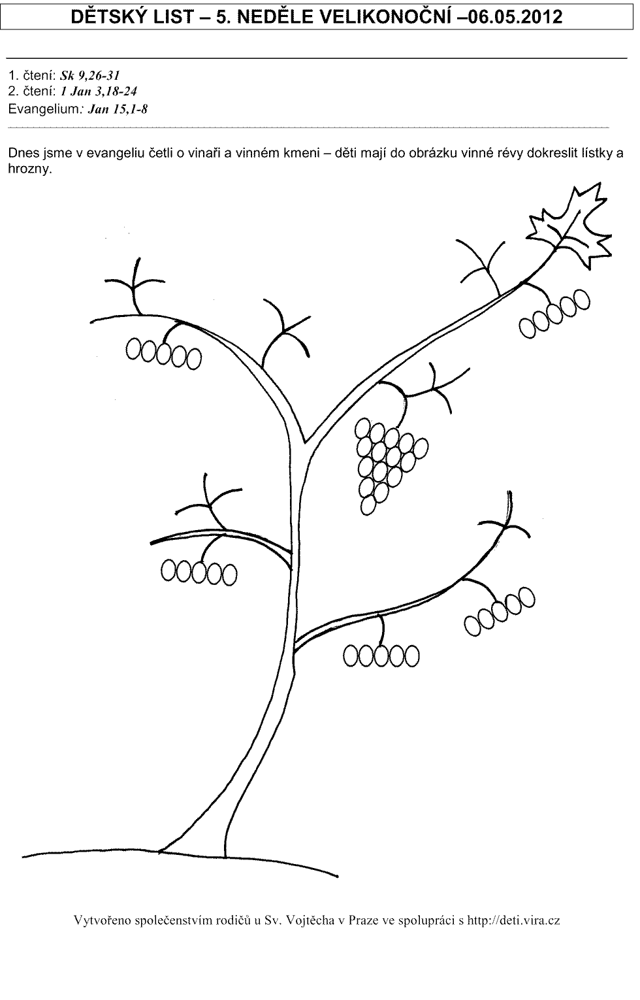 DĚTSKÝ LIST – 5. NEDĚLE VELIKONOČNÍ –06.05.2012
1. čtení: Sk 9,26-31
2. čtení: 1 Jan 3,18-24
Evangelium: Jan 15,1-8
Dnes jsme v evangeliu četli o vinaři a vinném kmeni – děti mají do obrázku vinné révy dokreslit lístky a
hrozny.
Vytvořeno společenstvím rodičů u Sv. Vojtěcha v Praze ve spolupráci s http://deti.vira.cz